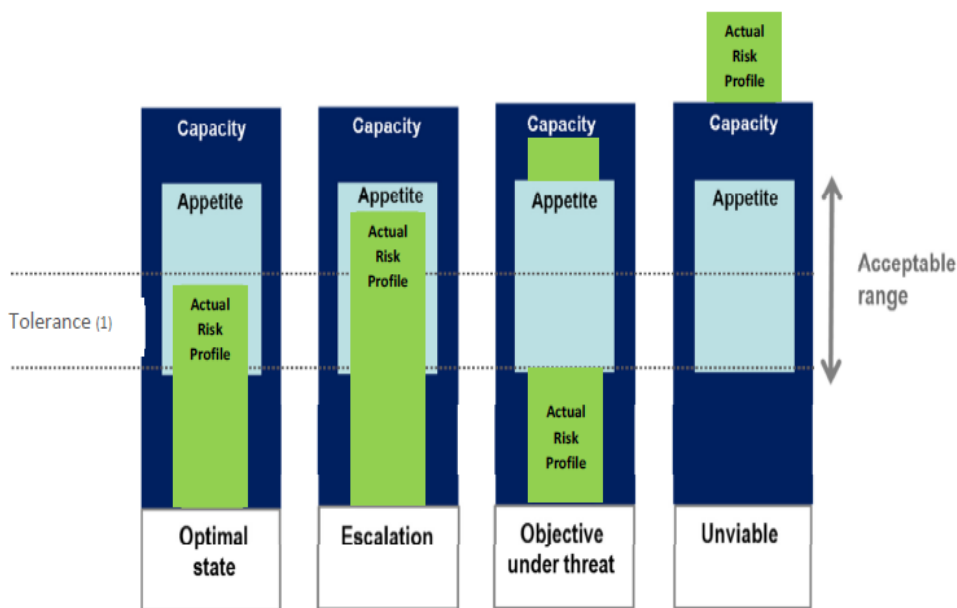 Actual
Risk
Profile
Capacity
Capacity
Capacity
Capacity
Appetite
Appetite
Appetite
Appetite
Actual
Risk
Profile
Acceptable
range
Tolerance (1)
Actual
Risk
Profile
Actual
Risk
Profile
Optimal
state
Escalation
Objective
under threat
Unviable